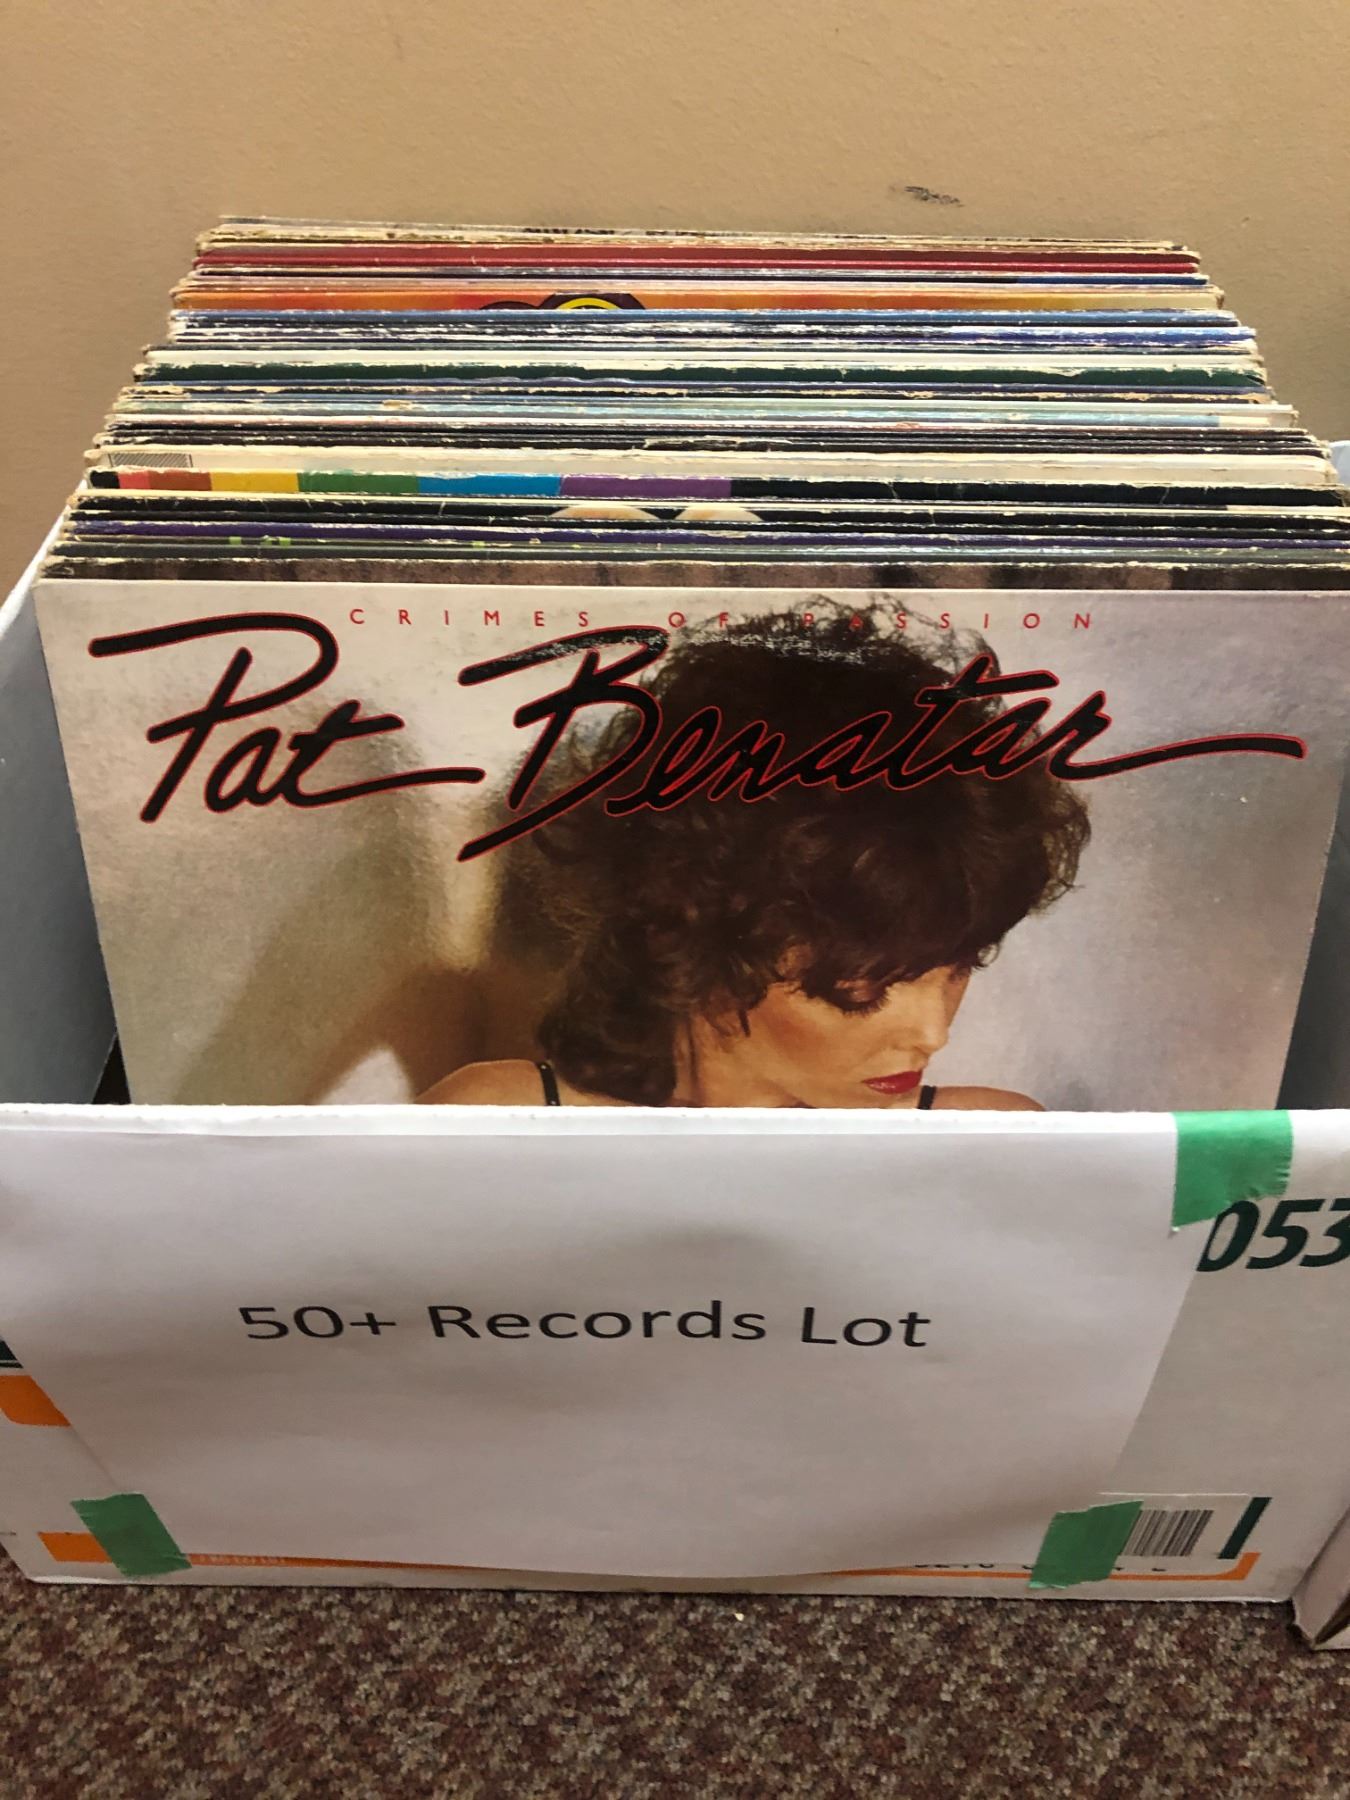 CRIMES OF PASSION
Pat Benatar
053
50+ Records Lot